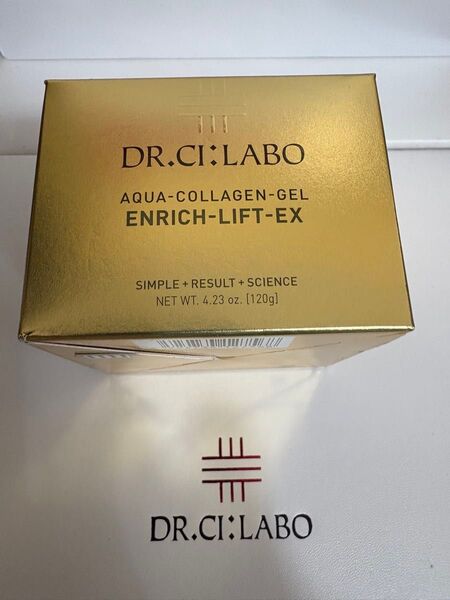 DR.CI:LABO
AQUA-COLLAGEN-GEL
ENRICH-LIFT-EX
SIMPLE + RESULT + SCIENCE
NET WT. 4.23 oz. [120g]
DR.CI:LABO